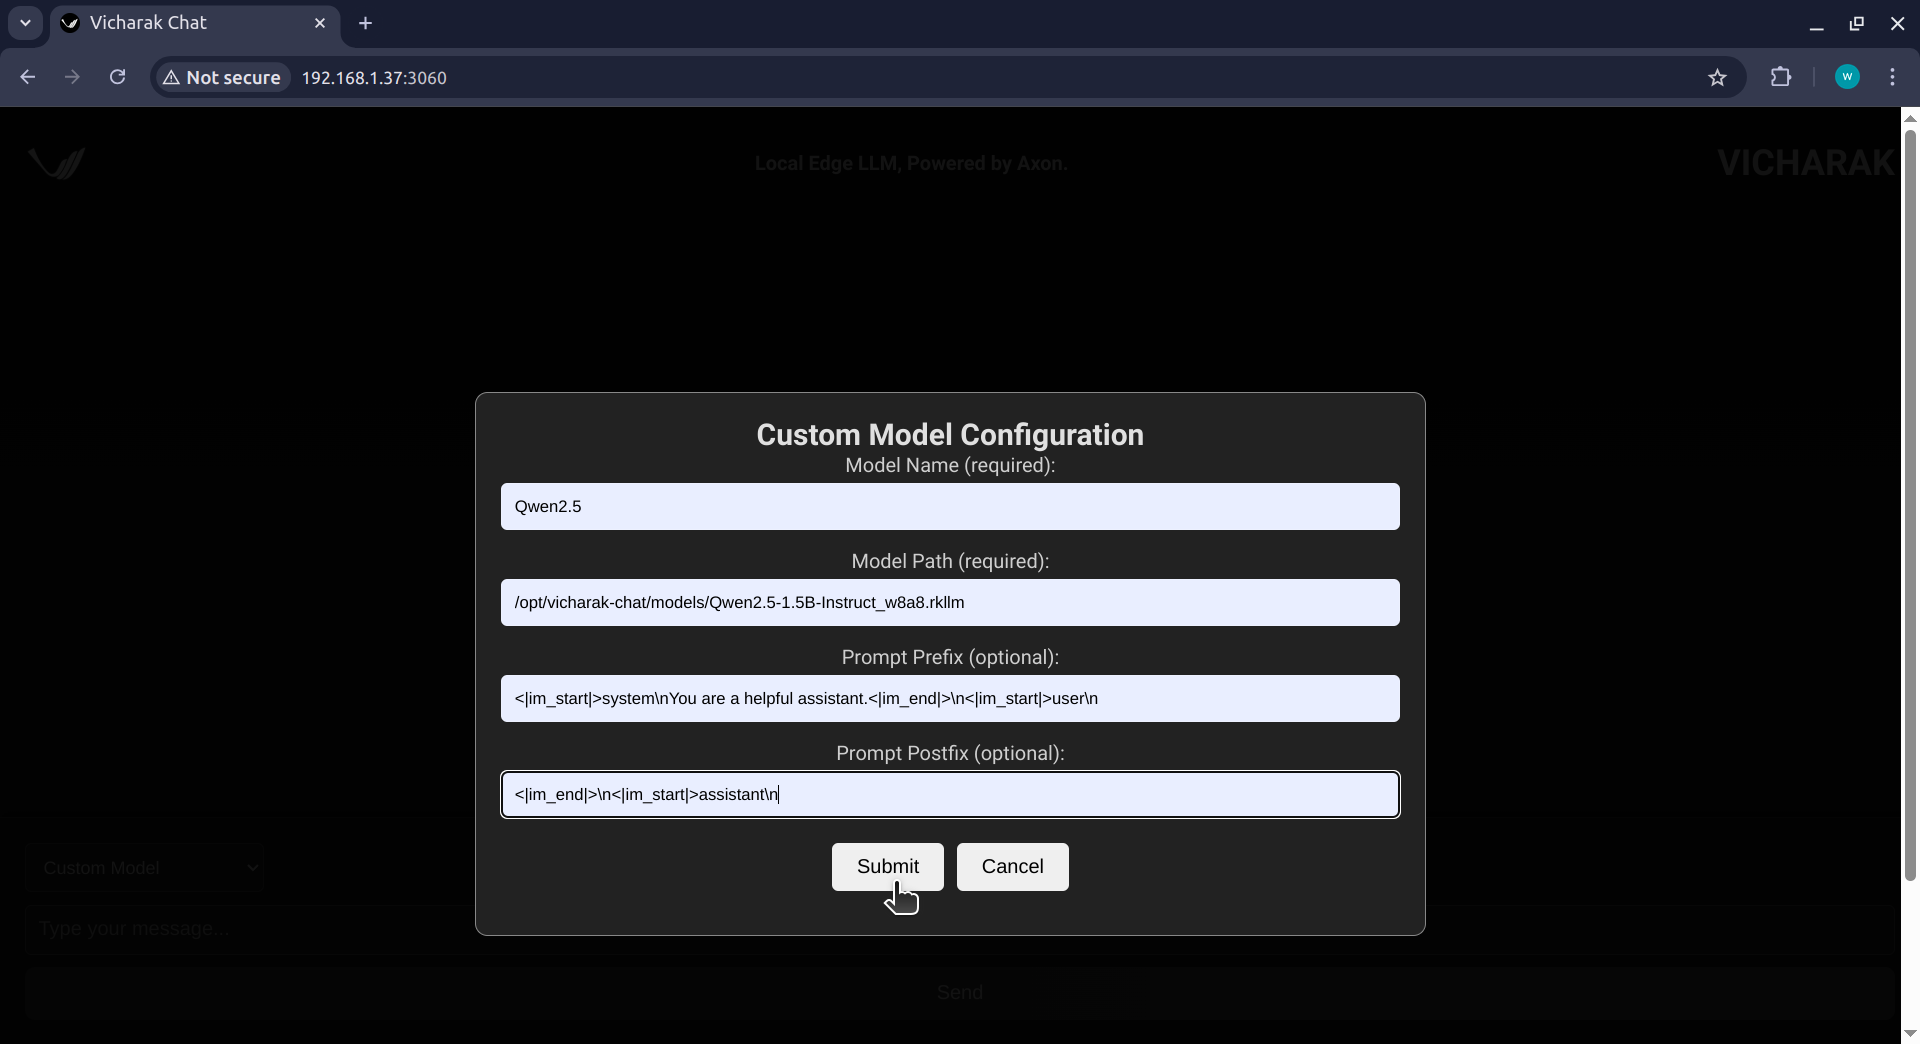 Vicharak Chat
Not secure
192.168.1.37:3060
W
Local Edge LLM, Powered by Axon.
VICHARAK
Custom Model Configuration
Model Name (required):
Qwen2.5
Model Path (required):
/opt/vicharak-chat/models/Qwen2.5-1.5B-Instruct_w8a8.rkllm
Prompt Prefix (optional):
<|im_start|>system\nYou are a helpful assistant.<|im_end|>\n<|im_start|>user\n
Prompt Postfix (optional):
<|im_end|>\n<|im_start|>assistant\n
Submit
Cancel
Custom Model
Type your message...
Send